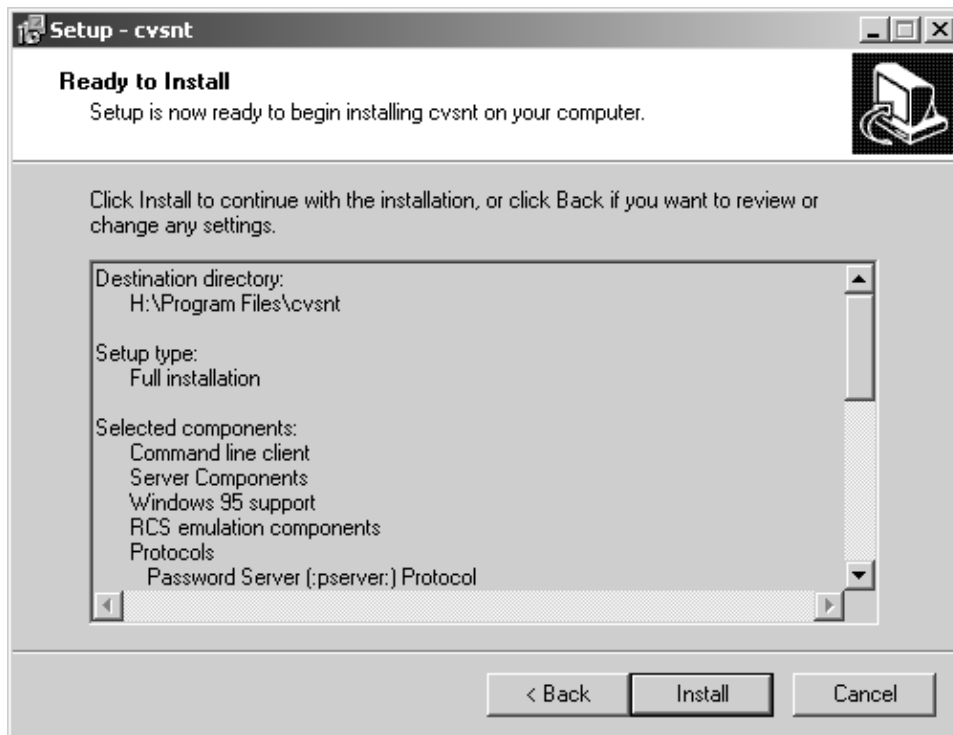 Setup - cvsnt
Ready to Install
Setup is now ready to begin installing cvsnt on your computer.
Click Install to continue with the installation, or click Back if you want to review or
change any settings.
Destination directory:
H:\Program Files\cvsnt
Setup type:
Full installation
Selected components:
Command line client
Server Components
Windows 95 support
RCS emulation components
Protocols
Password Server (:pserver:) Protocol
< Back
Install
Cancel